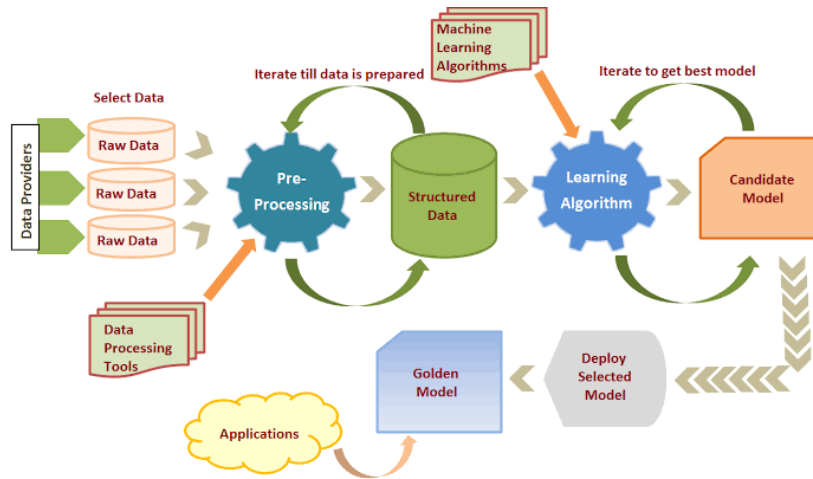 Machine
Learning
Algorithms
Iterate till data is prepared
Iterate to get best model
Select Data
Data Providers
Raw Data
Raw Data
Raw Data
Pre-
Processing
Structured
Data
Learning
Algorithm
Candidate
Model
Data
Processing
Tools
Golden
Model
Deploy
Selected
Model
Applications